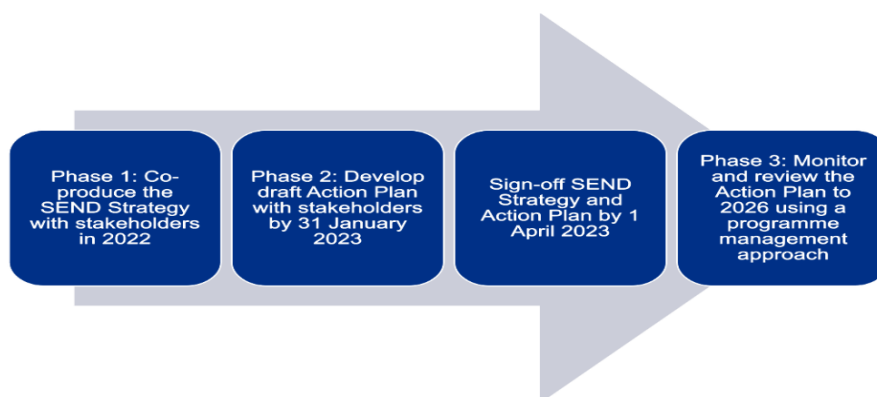 Phase 1: Co-
produce the
SEND Strategy
with stakeholders
in 2022
Phase 2: Develop
draft Action Plan
with stakeholders
by 31 January
2023
Sign-off SEND
Strategy and
Action Plan by 1
April 2023
Phase 3: Monitor
and review the
Action Plan to
2026 using a
programme
management
approach